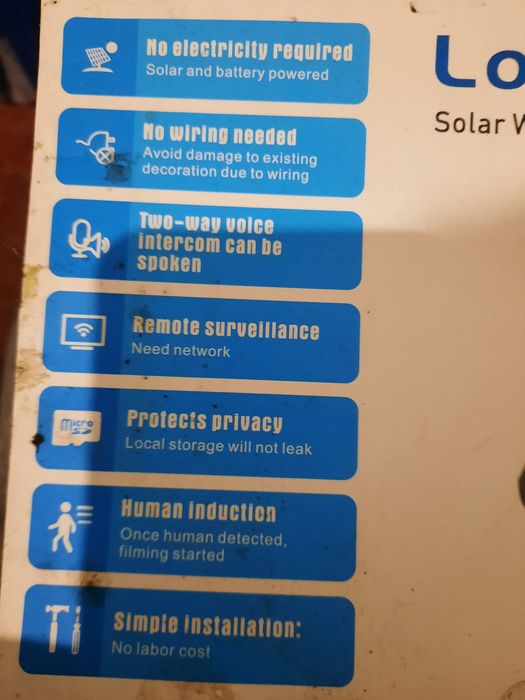 No electricity required
Solar and battery powered
No wiring needed
Avoid damage to existing
decoration due to wiring
Two-way voice
intercom can be
spoken
Remote surveillance
Need network
Micro
SD
Protects privacy
Local storage will not leak
Human induction
Once human detected,
filming started
Simple installation:
No labor cost
Lo
Solar W